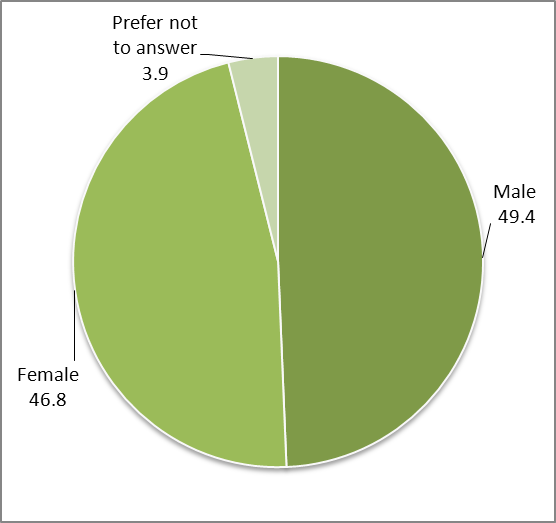 Prefer not
to answer
3.9
Male
49.4
Female
46.8